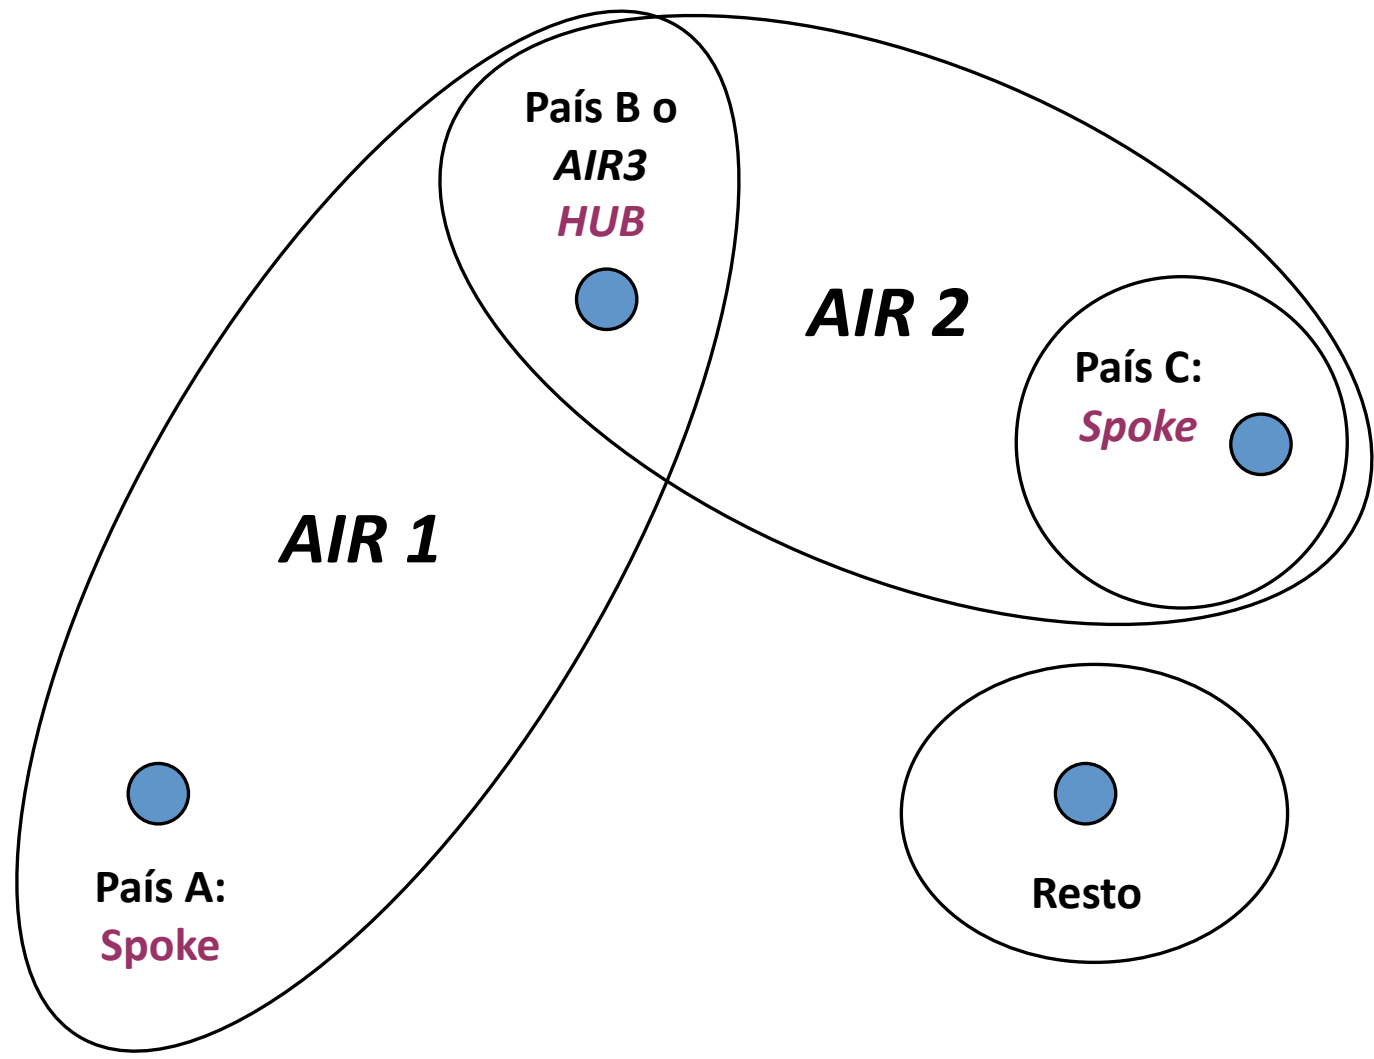 País B o
AIR3
HUB
AIR 2
País C:
Spoke
AIR 1
País A:
Spoke
Resto